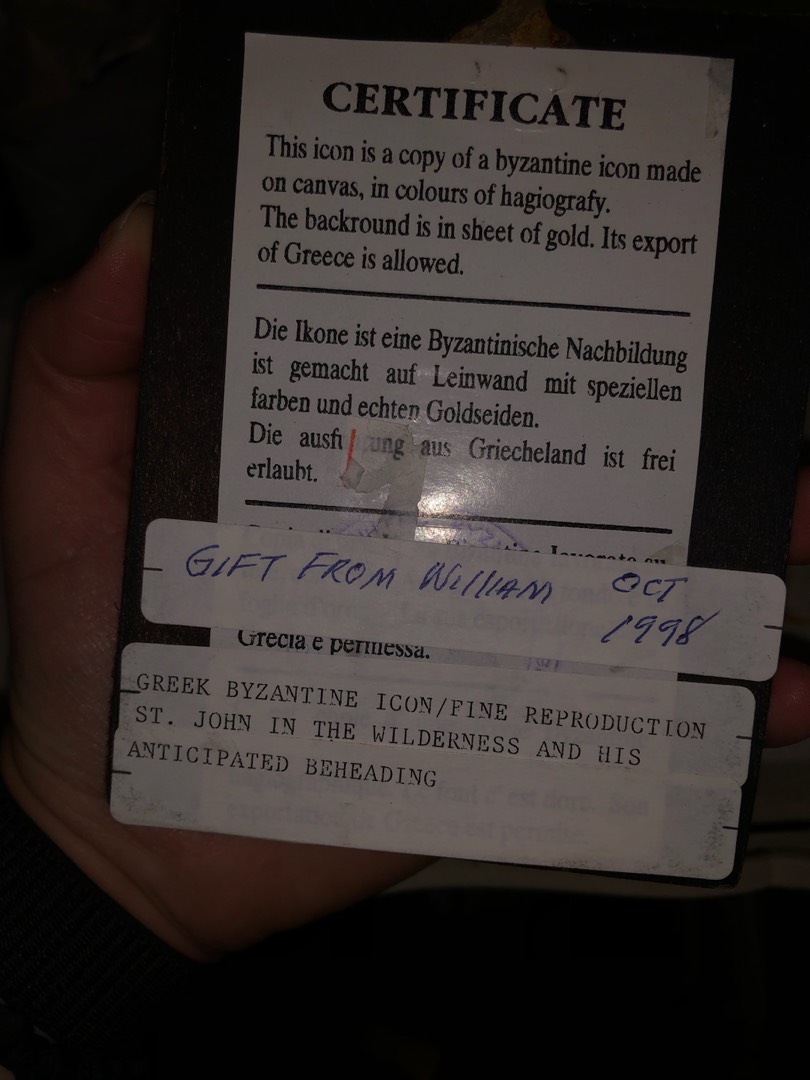 CERTIFICATE
This icon is a copy of a byzantine icon made
on canvas, in colours of hagiografy.
The backround is in sheet of gold. Its export
of Greece is allowed.
Die Ikone ist eine Byzantinische Nachbildung
ist gemacht auf Leinwand mit speziellen
farben und echten Goldseiden.
Die aus Griecheland ist frei
erlaubt.
GIFT FROM WILLIAM OCT
1998
Grecia e permessa.
GREEK BYZANTINE ICON/FINE REPRODUCTION
ST. JOHN IN THE WILDERNESS AND HIS
ANTICIPATED BEHEADING